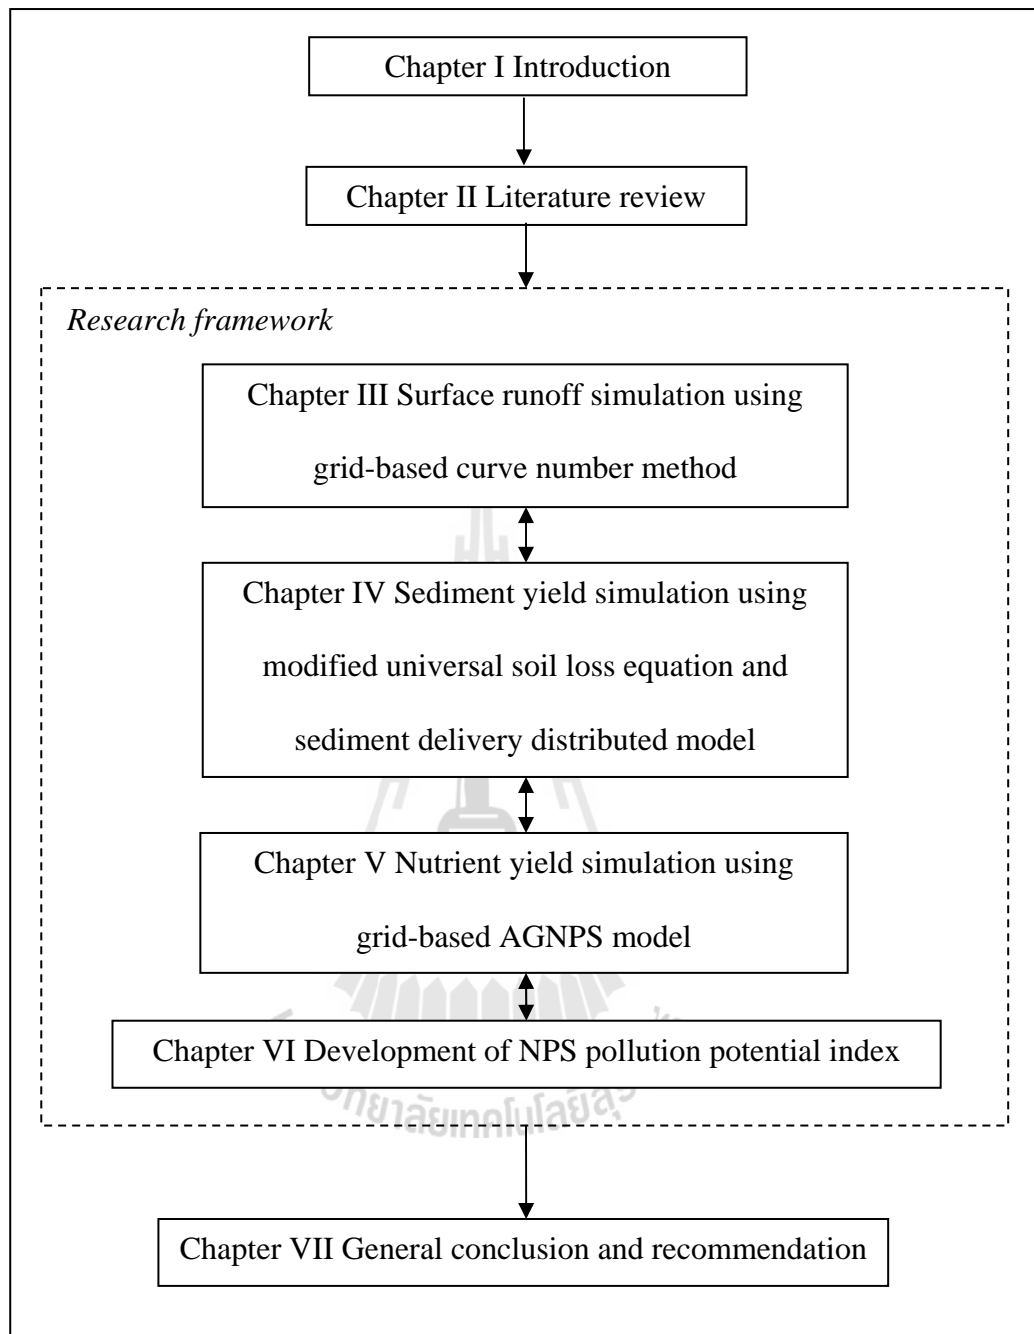 Chapter I Introduction
Chapter II Literature review
Research framework
Chapter III Surface runoff simulation using
grid-based curve number method
Chapter IV Sediment yield simulation using
modified universal soil loss equation and
sediment delivery distributed model
Chapter V Nutrient yield simulation using
grid-based AGNPS model
Chapter VI Development of NPS pollution potential index
Chapter VII General conclusion and recommendation